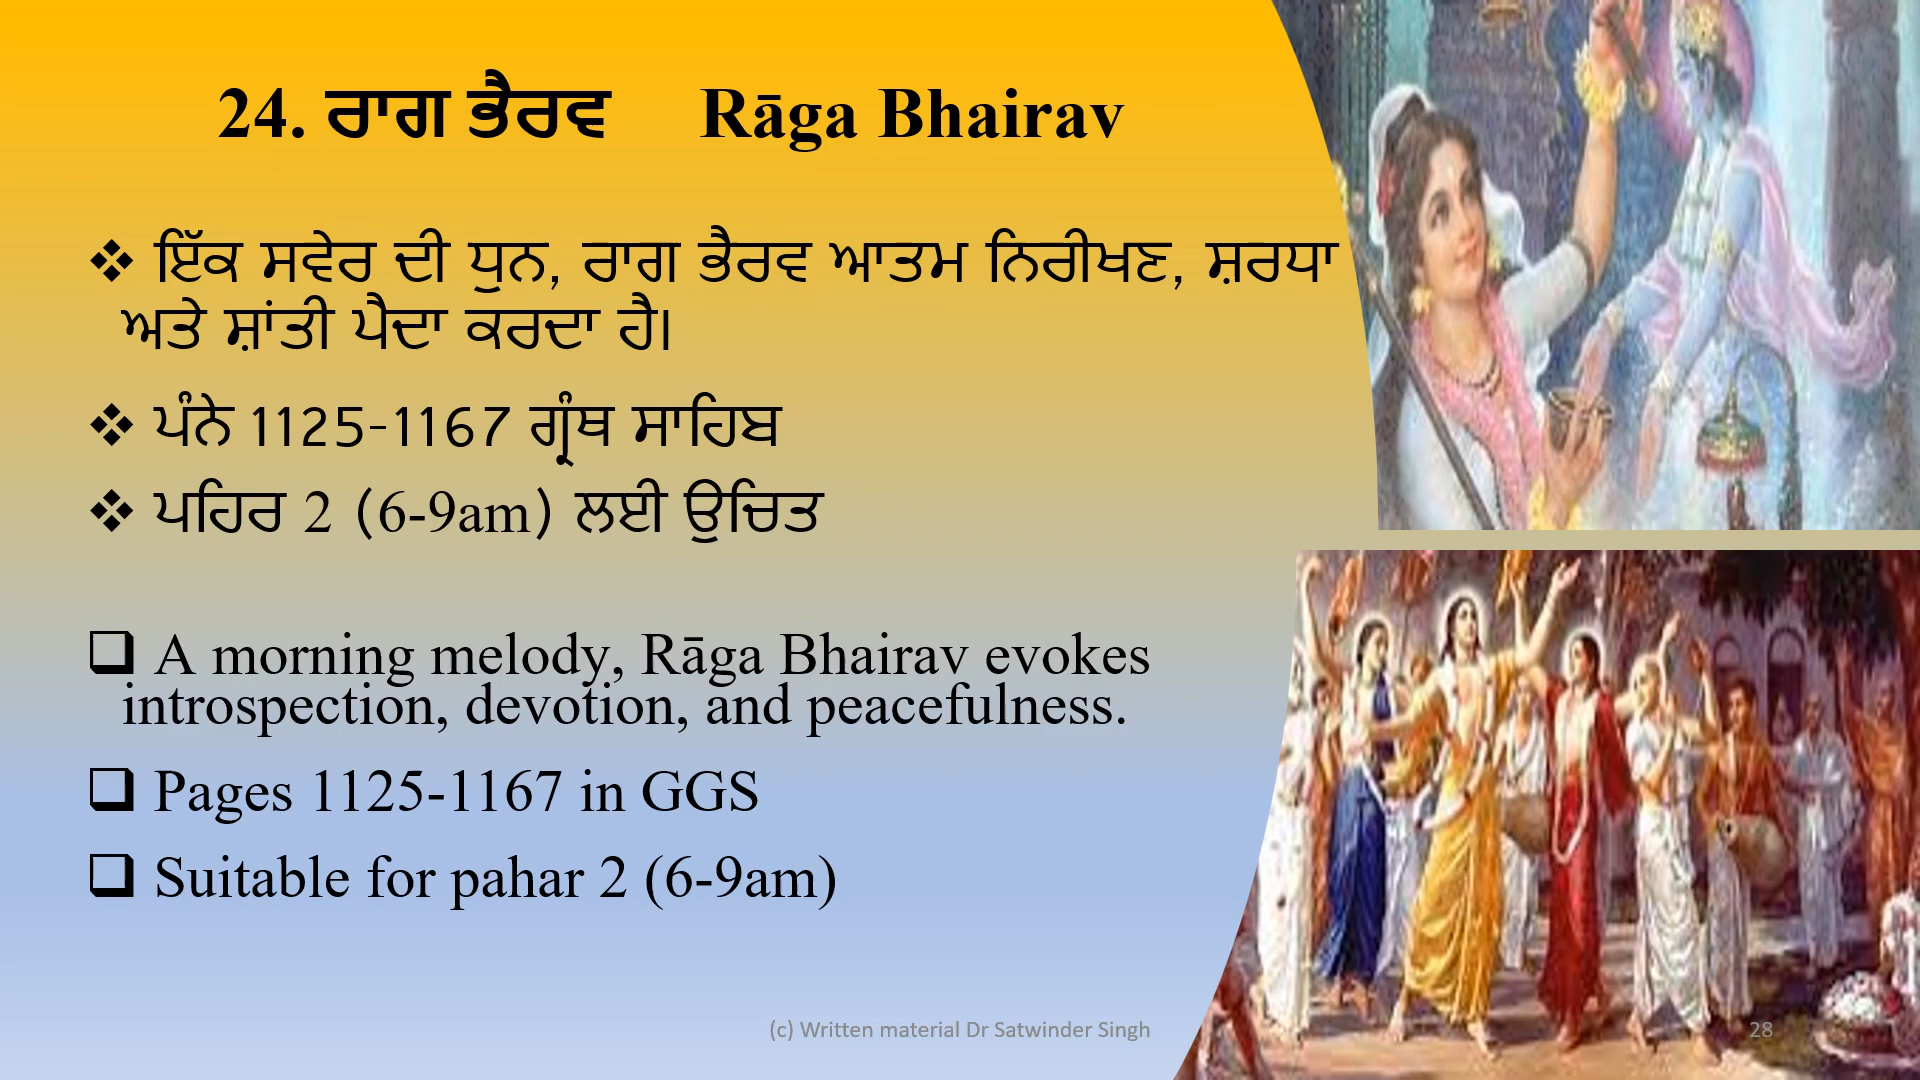 24. ਰਾਗ ਭੈਰਵ Rāga Bhairav
❖ ਇੱਕ ਸਵੇਰ ਦੀ ਧੁਨ, ਰਾਗ ਭੈਰਵ ਆਤਮ ਨਿਰੀਖਣ, ਸ਼ਰਧਾ
ਅਤੇ ਸ਼ਾਂਤੀ ਪੈਦਾ ਕਰਦਾ ਹੈ।
❖ ਪੰਨੇ 1125-1167 ਗ੍ਰੰਥ ਸਾਹਿਬ
❖ ਪਹਿਰ 2 (6-9am) ਲਈ ਉਚਿਤ
❑ A morning melody, Rāga Bhairav evokes
introspection, devotion, and peacefulness.
❑ Pages 1125-1167 in GGS
❑ Suitable for pahar 2 (6-9am)
(c) Written material Dr Satwinder Singh
28